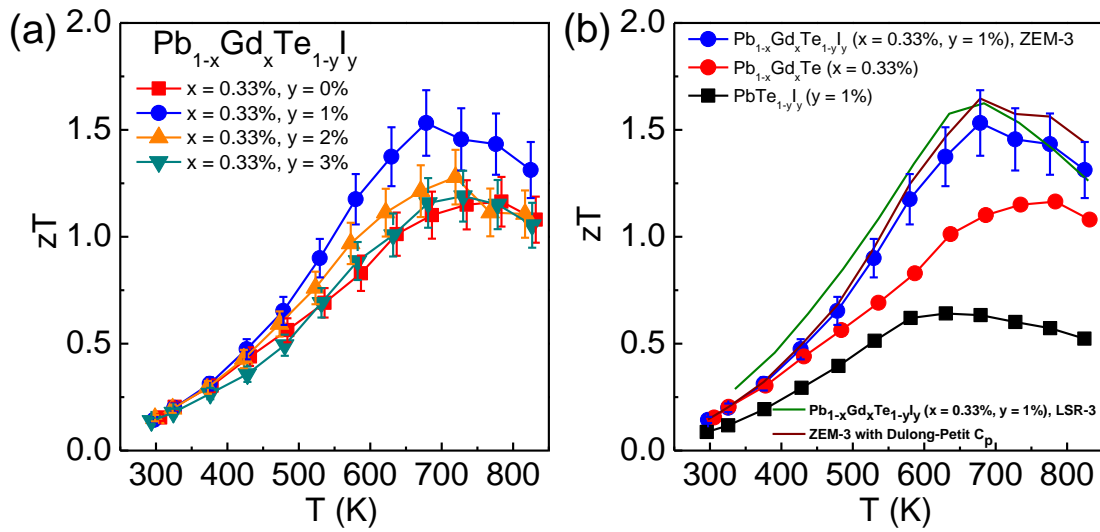 (a)
Pb1-xGdxTe1-yIy
x = 0.33%, y = 0%
x = 0.33%, y = 1%
x = 0.33%, y = 2%
x = 0.33%, y = 3%
2.0
1.5
1.0
0.5
0.0
zT
300 400 500 600 700 800
T (K)
(b)
Pb1-xGdxTe1-yIy (x = 0.33%, y = 1%), ZEM-3
Pb1-xGdxTe (x = 0.33%)
PbTe1-yIy (y = 1%)
2.0
1.5
1.0
0.5
0.0
zT
Pb1-xGdxTe1-yIy (x = 0.33%, y = 1%), LSR-3
ZEM-3 with Dulong-Petit Cp
300 400 500 600 700 800
T (K)